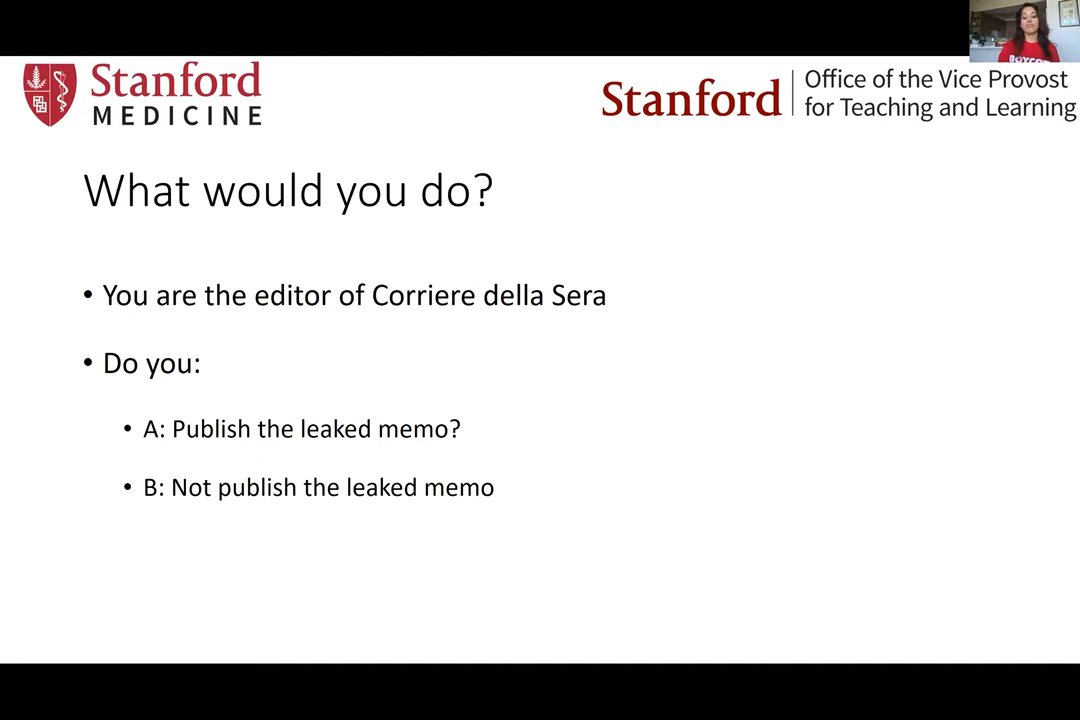 Stanford
MEDICINE
Stanford
Office of the Vice Provost
for Teaching and Learning
What would you do?
• You are the editor of Corriere della Sera
• Do you:
• A: Publish the leaked memo?
• B: Not publish the leaked memo